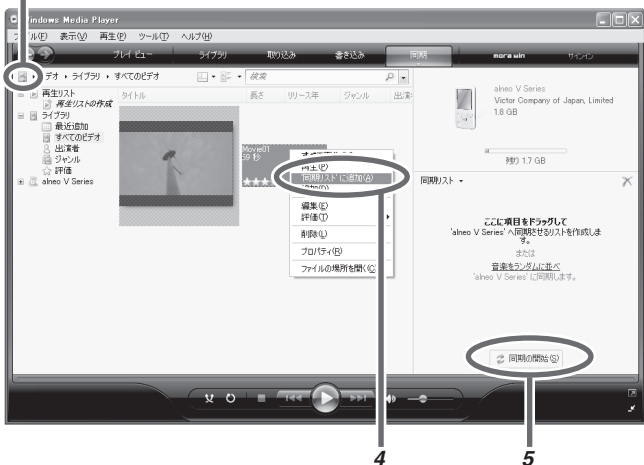 Windows Media Player
表示(V) 再生(P) ツール(T) ヘルプ(H)
プレイ ビュー ライブラリ 取り込み 書き込み 同期 mora win サインイン
デオ ▸ ライブラリ ▸ すべてのビデオ
検索
再生リスト
再生リストの作成
ライブラリ
最近追加
すべてのビデオ
出演者
ジャンル
評価
alneo V Series
タイトル 長さ リリース年 ジャンル 出演
Movie01
59 秒
再生(P)
'同期リスト' に追加(A)
追加(D)
編集(E)
評価(T)
削除(L)
プロパティ(R)
ファイルの場所を開く(O)
alneo V Series
Victor Company of Japan, Limited
1.8 GB
残り 1.7 GB
同期リスト
ここに項目をドラッグして
'alneo V Series' へ同期させるリストを作成しま
す。
または
音楽をランダムに並べ
'alneo V Series' に同期します。
同期の開始(S)
4 5